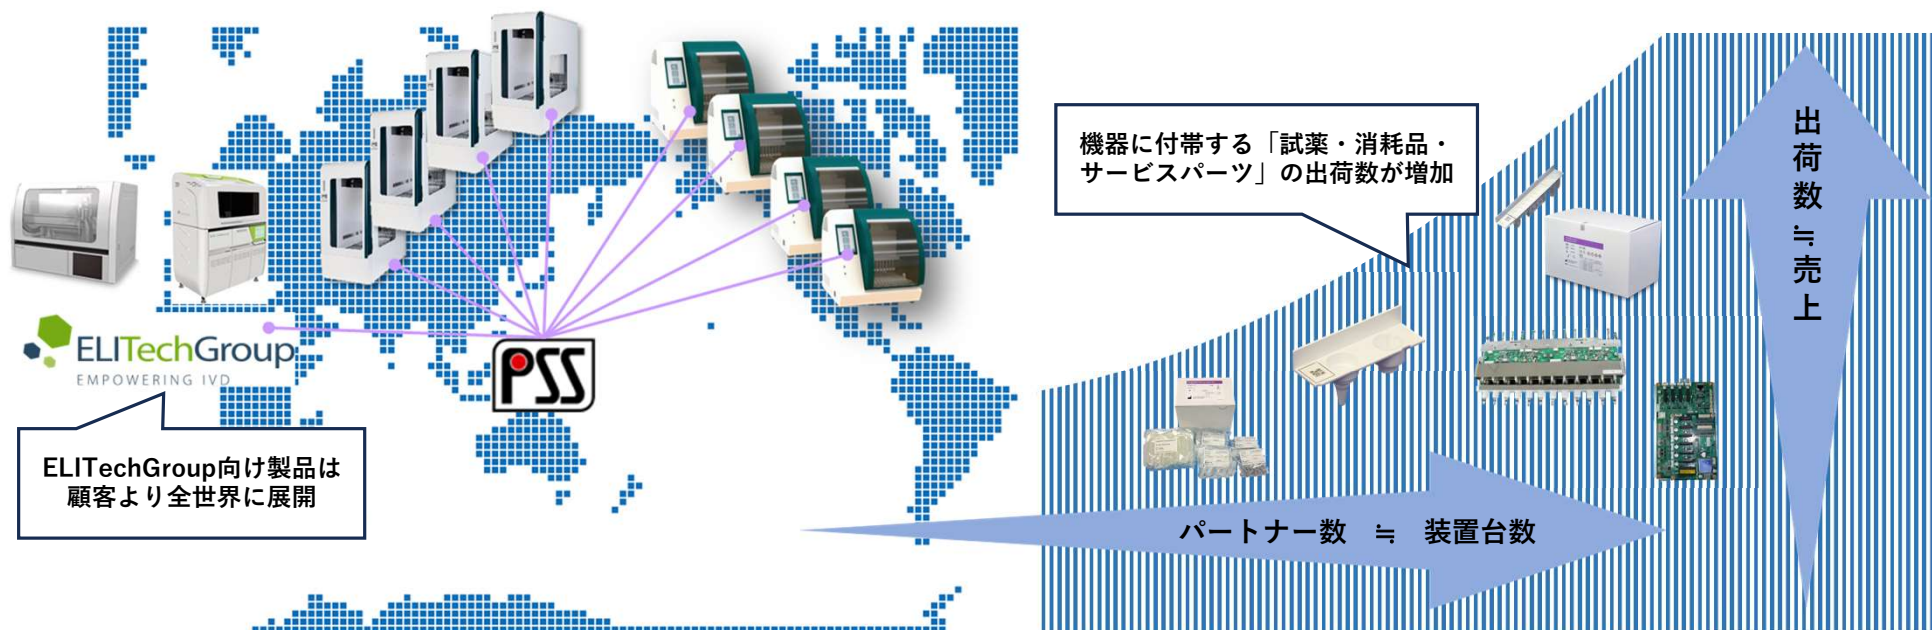 ELITechGroup
EMPOWERING IVD
PSS
ELITechGroup向け製品は
顧客より全世界に展開
機器に付帯する「試薬・消耗品・
サービスパーツ」の出荷数が増加
パートナー数 ≒ 装置台数
出荷数≒売上